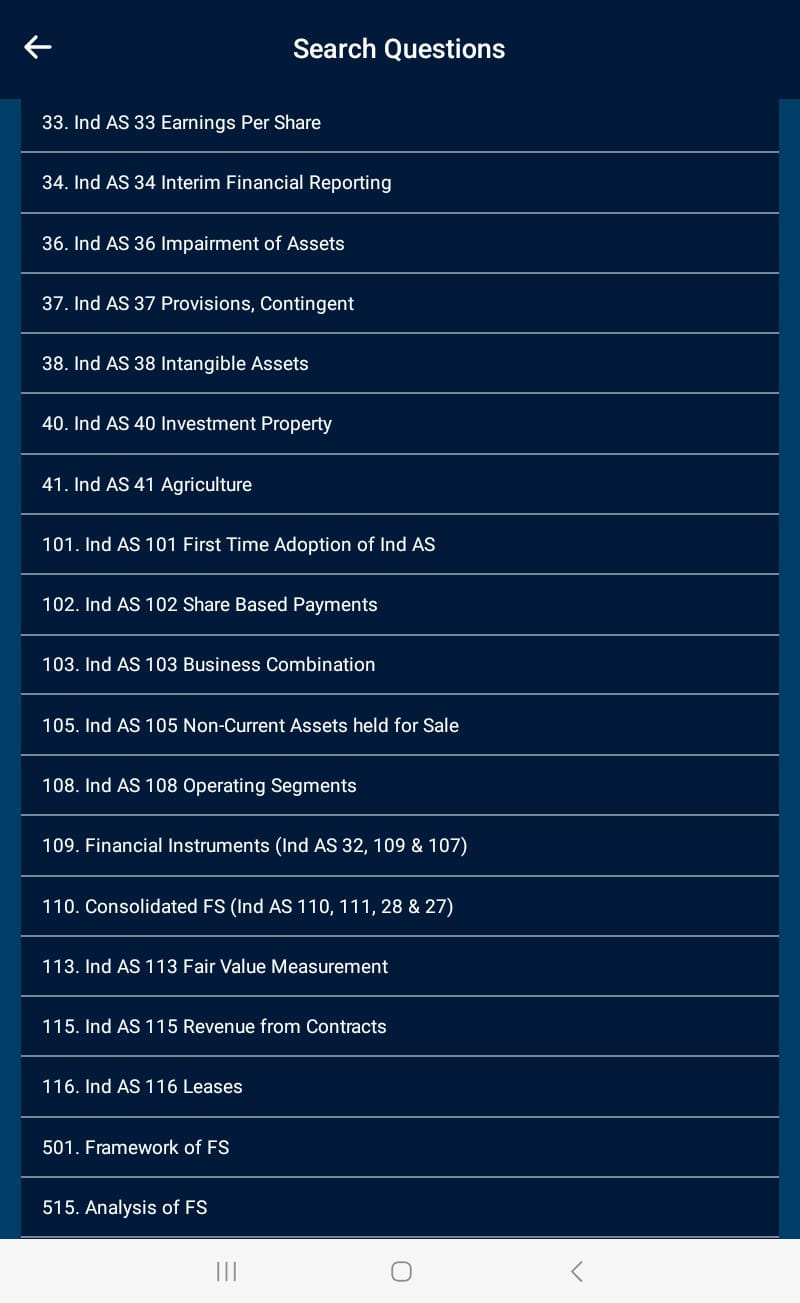 Search Questions
33. Ind AS 33 Earnings Per Share
34. Ind AS 34 Interim Financial Reporting
36. Ind AS 36 Impairment of Assets
37. Ind AS 37 Provisions, Contingent
38. Ind AS 38 Intangible Assets
40. Ind AS 40 Investment Property
41. Ind AS 41 Agriculture
101. Ind AS 101 First Time Adoption of Ind AS
102. Ind AS 102 Share Based Payments
103. Ind AS 103 Business Combination
105. Ind AS 105 Non-Current Assets held for Sale
108. Ind AS 108 Operating Segments
109. Financial Instruments (Ind AS 32, 109 & 107)
110. Consolidated FS (Ind AS 110, 111, 28 & 27)
113. Ind AS 113 Fair Value Measurement
115. Ind AS 115 Revenue from Contracts
116. Ind AS 116 Leases
501. Framework of FS
515. Analysis of FS